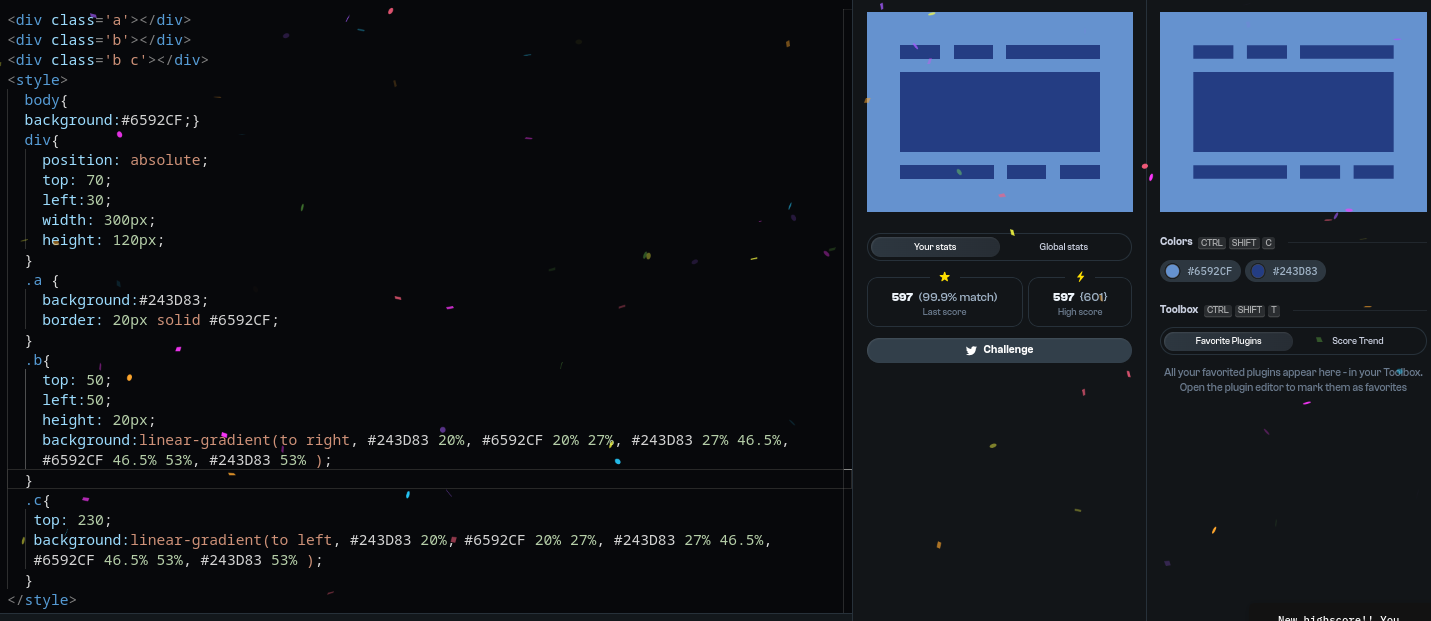 <div class='a'></div>
<div class='b'></div>
<div class='b c'></div>
<style>
body{
background:#6592CF;}
div{
position: absolute;
top: 70;
left:30;
width: 300px;
height: 120px;
}
.a {
background:#243D83;
border: 20px solid #6592CF;
}
.b{
top: 50;
left:50;
height: 20px;
background:linear-gradient(to right, #243D83 20%, #6592CF 20% 27%, #243D83 27% 46.5%,
#6592CF 46.5% 53%, #243D83 53% );
}
.c{
top: 230;
background:linear-gradient(to left, #243D83 20%, #6592CF 20% 27%, #243D83 27% 46.5%,
#6592CF 46.5% 53%, #243D83 53% );
}
</style>
Your stats
Global stats
597 (99.9% match)
Last score
597 {601}
High score
Challenge
Colors CTRL SHIFT C
#6592CF
#243D83
Toolbox CTRL SHIFT T
Favorite Plugins
Score Trend
All your favorited plugins appear here - in your Toolbox.
Open the plugin editor to mark them as favorites
New highscore!! You